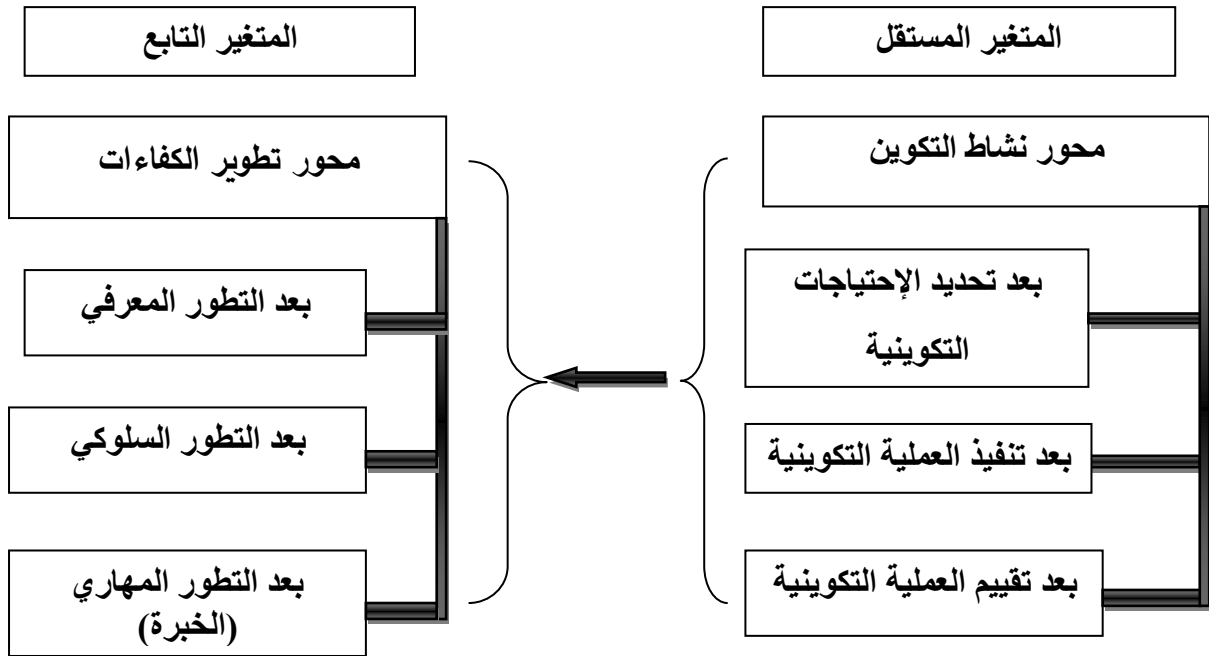 المتغير المستقل
المتغير التابع
محور نشاط التكوين
محور تطوير الكفاءات
بعد تحديد الإحتياجات
التكوينية
بعد التطور المعرفي
بعد تنفيذ العملية التكوينية
بعد التطور السلوكي
بعد تقييم العملية التكوينية
بعد التطور المهاري
(الخبرة)